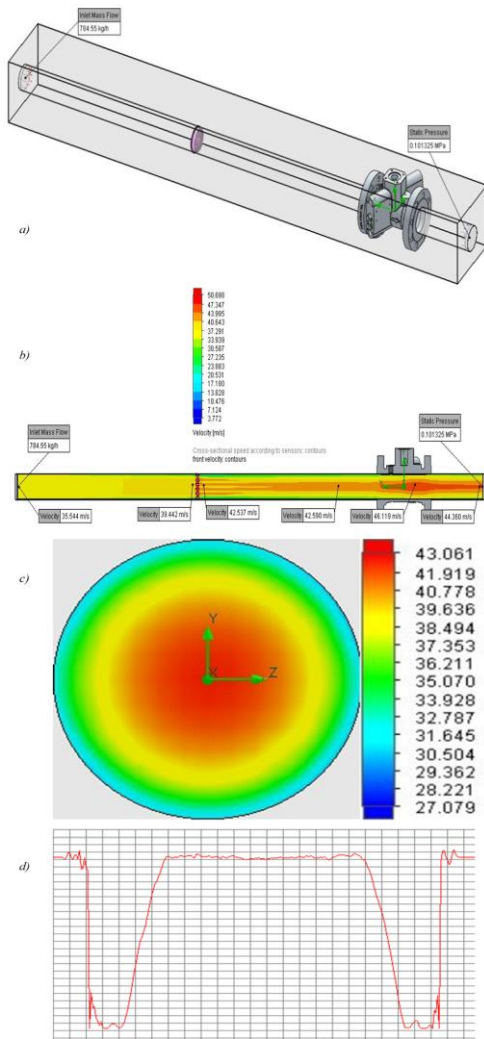 Inlet Mass Flow
784.55 kg/h
Static Pressure
0.101325 MPa
a)
b)
50.698
47.347
43.995
40.643
37.291
33.939
30.587
27.235
23.883
20.531
17.180
13.828
10.476
7.124
3.772
Velocity [m/s]
Cross-sectional speed according to sensors: contours
front velocity: contours
Inlet Mass Flow
784.55 kg/h
Static Pressure
0.101325 MPa
Velocity 35.544 m/s
Velocity 39.442 m/s
Velocity 42.537 m/s
Velocity 42.590 m/s
Velocity 46.119 m/s
Velocity 44.360 m/s
c)
Y
Z
X
43.061
41.919
40.778
39.636
38.494
37.353
36.211
35.070
33.928
32.787
31.645
30.504
29.362
28.221
27.079
d)